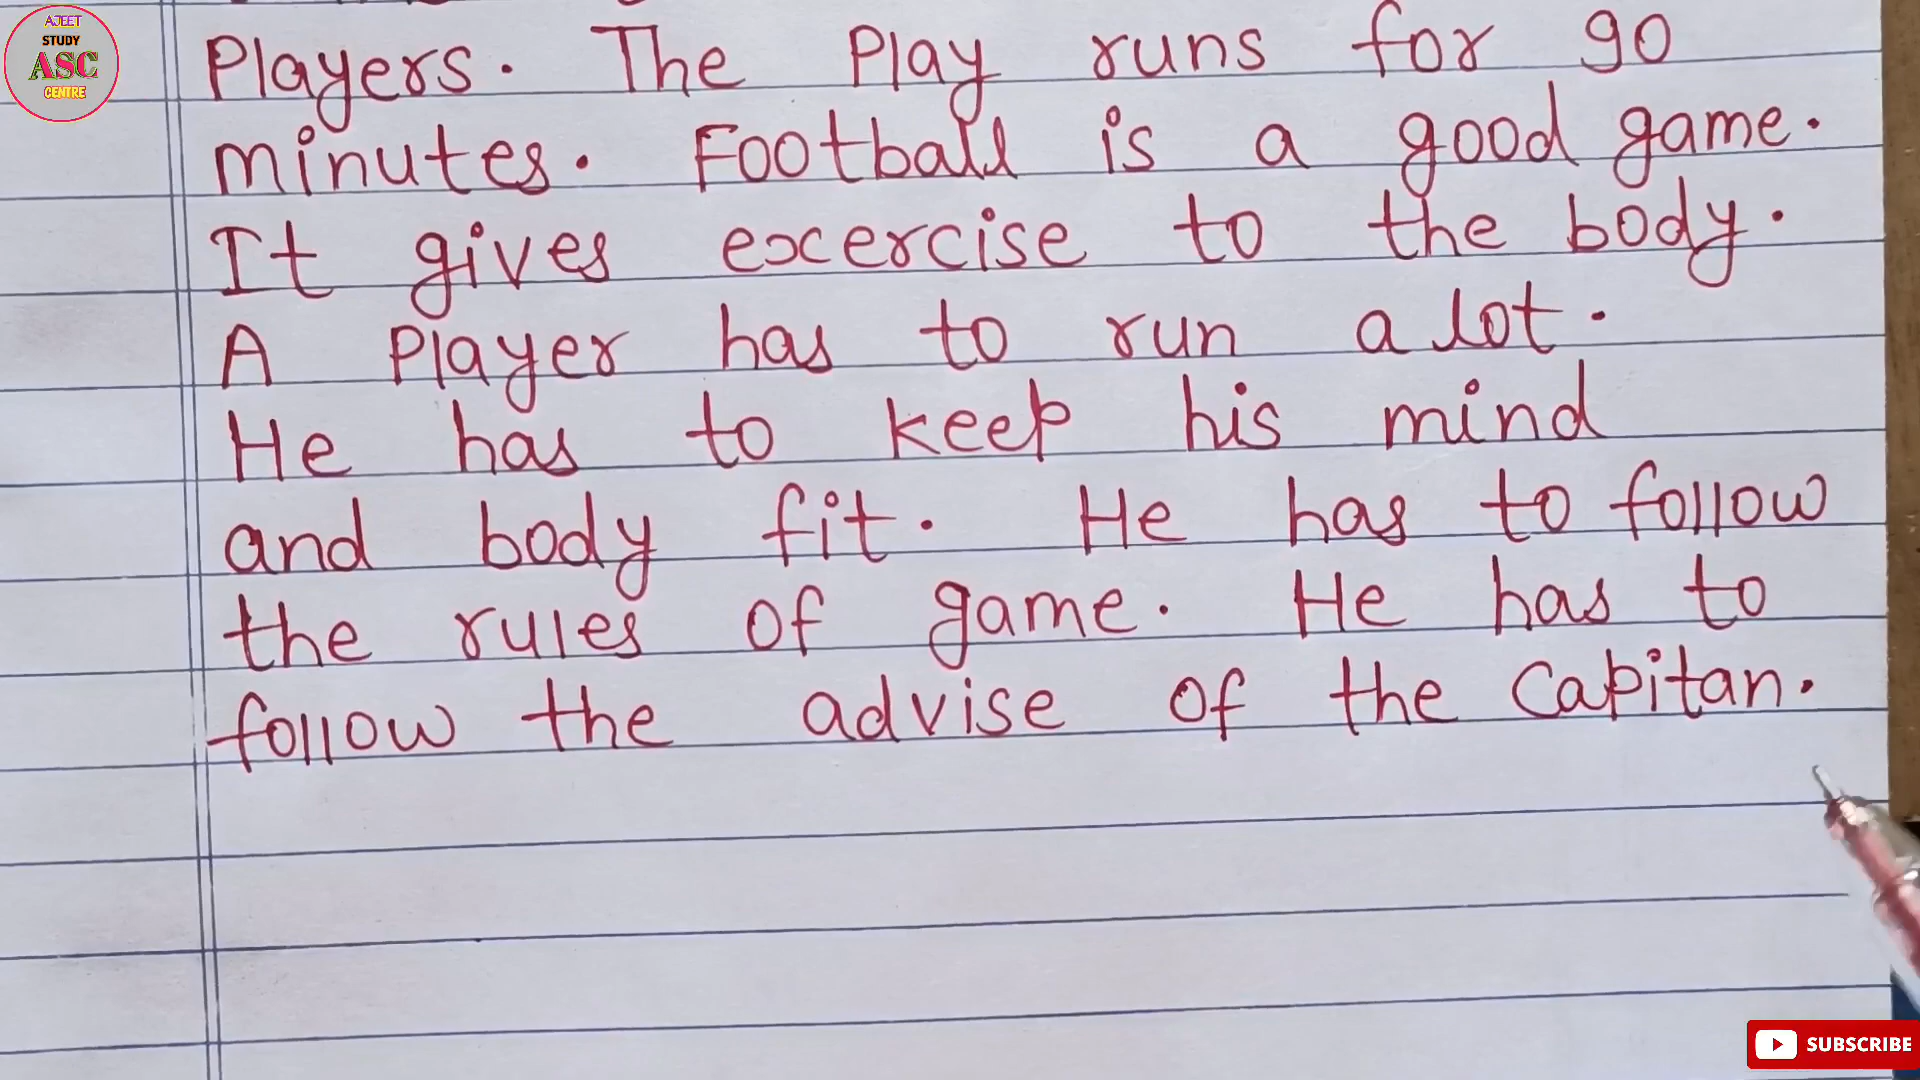 AJEET
STUDY
ASC
CENTRE
Players. The Play runs for 90
minutes. Football is a good game.
It gives excercise to the body.
A Player has to run a lot.
He has to keep his mind
and body fit. He has to follow
the rules of game. He has to
follow the advise of the Capitan.
SUBSCRIBE